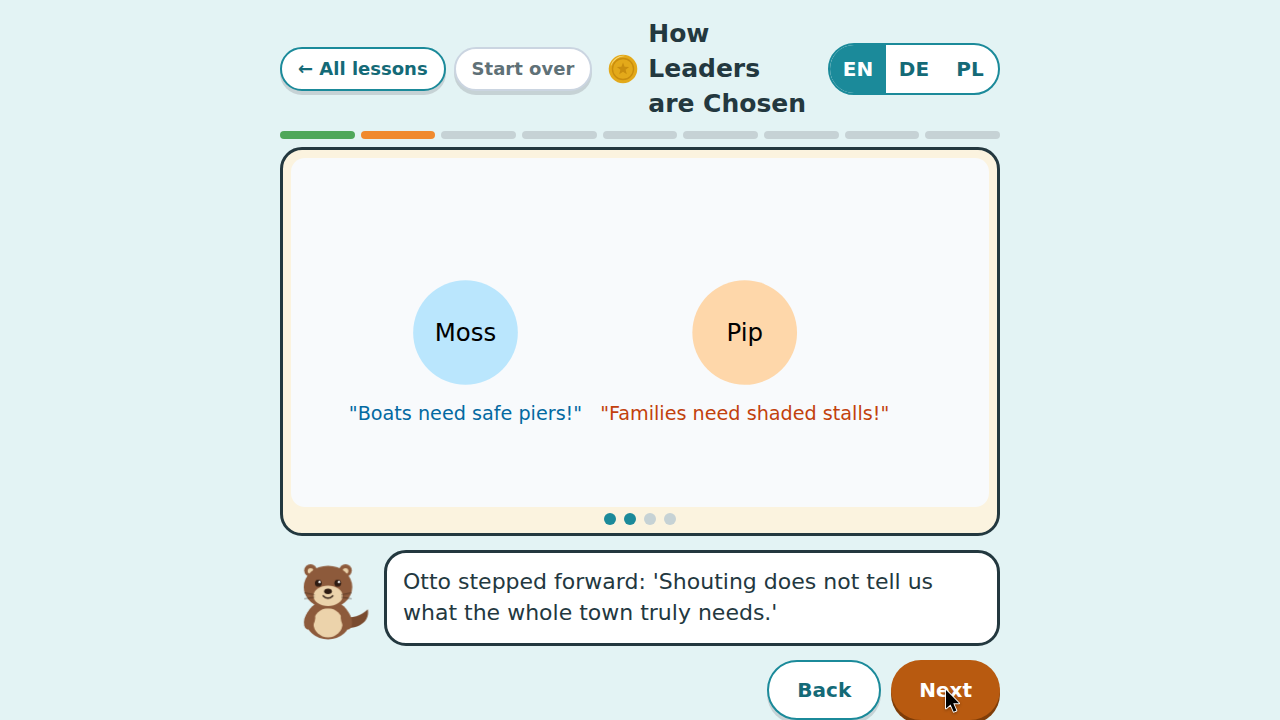 ← All lessons
Start over
How
Leaders
are Chosen
EN DE PL
Moss
Pip
"Boats need safe piers!"
"Families need shaded stalls!"
Otto stepped forward: 'Shouting does not tell us
what the whole town truly needs.'
Back
Next